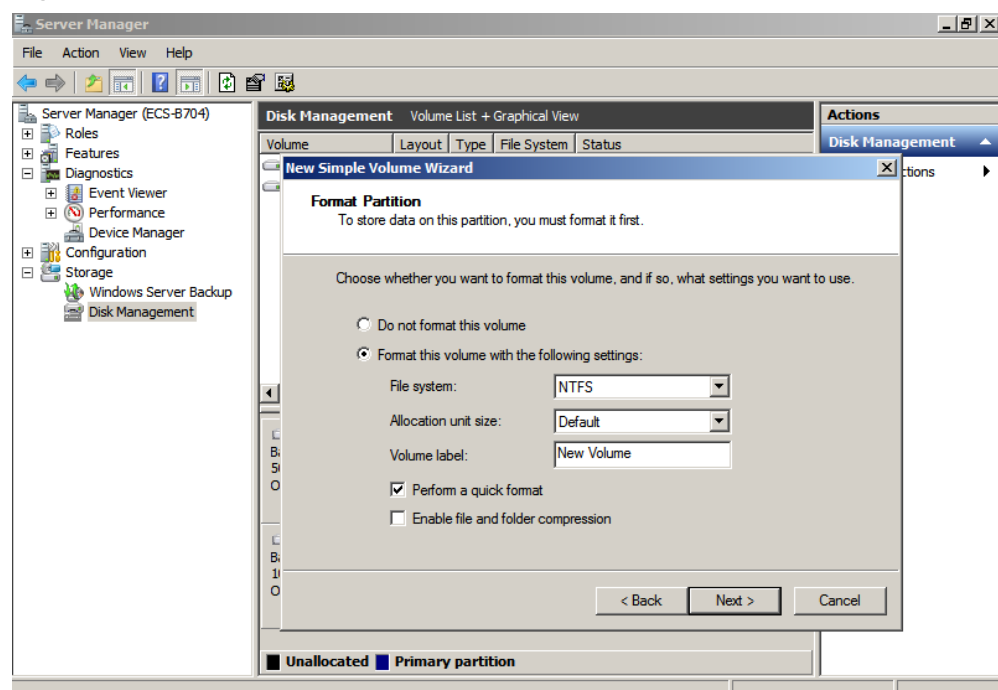 Server Manager
File Action View Help
Server Manager (ECS-B704)
Roles
Features
Diagnostics
Event Viewer
Performance
Device Manager
Configuration
Storage
Windows Server Backup
Disk Management
Disk Management Volume List + Graphical View
Volume Layout Type File System Status
Actions
Disk Management
New Simple Volume Wizard
Format Partition
To store data on this partition, you must format it first.
Choose whether you want to format this volume, and if so, what settings you want to use.
Do not format this volume
Format this volume with the following settings:
File system: NTFS
Allocation unit size: Default
Volume label: New Volume
Perform a quick format
Enable file and folder compression
< Back Next > Cancel
Unallocated Primary partition